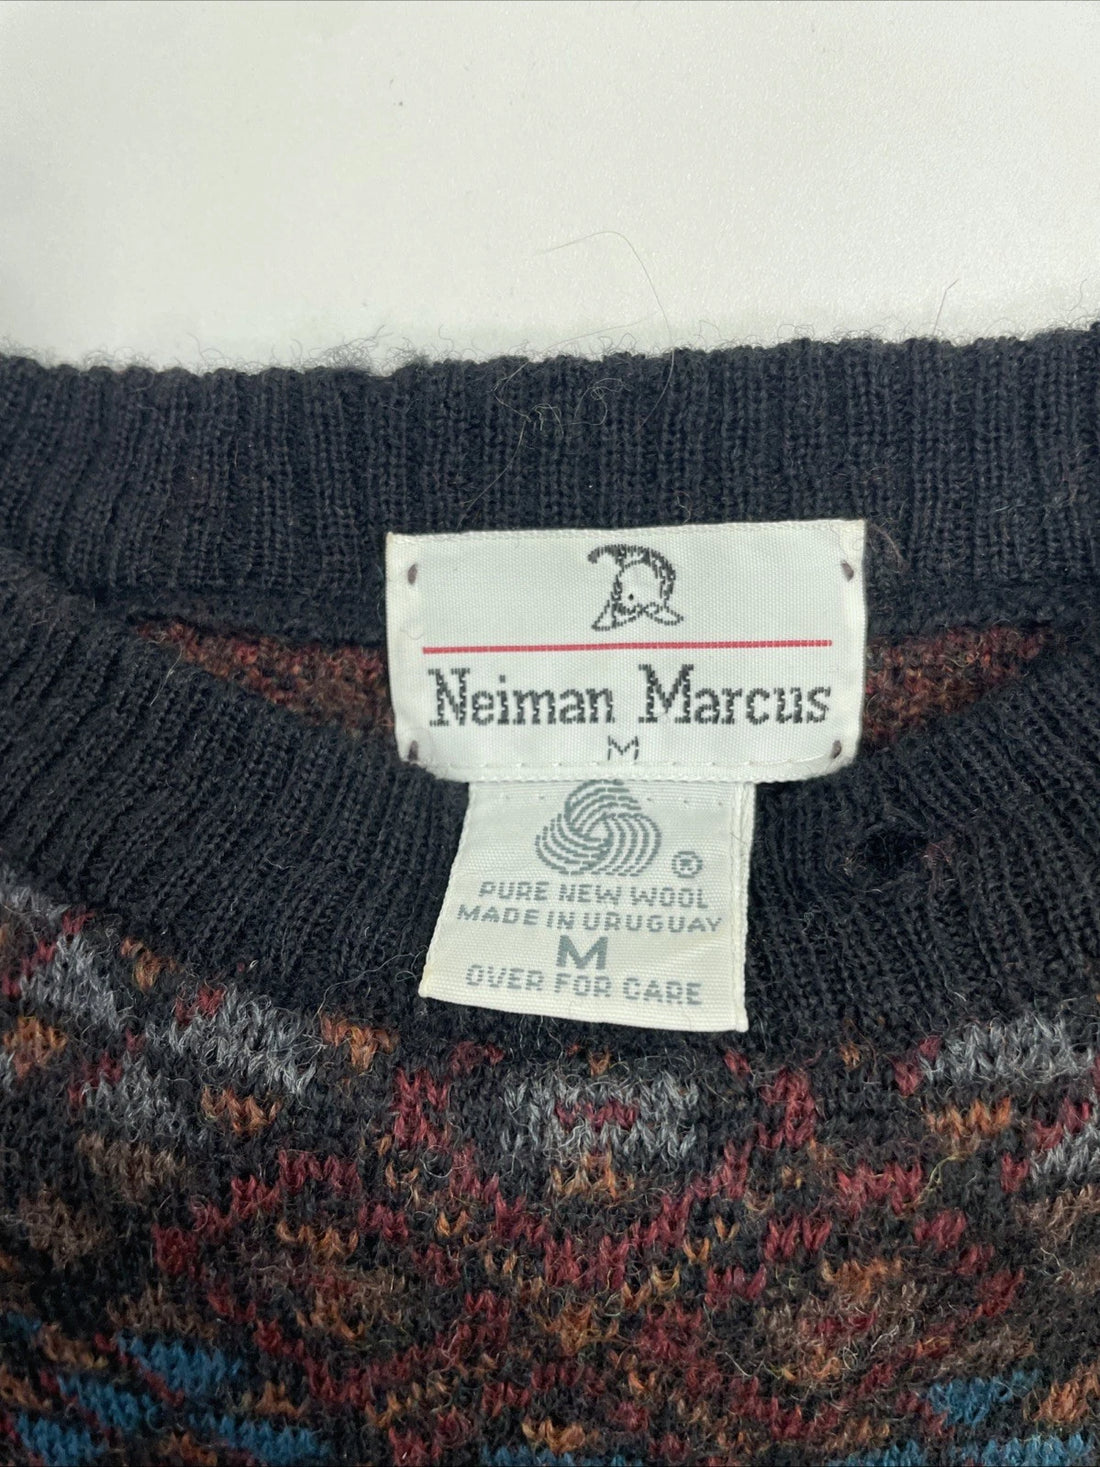 Neiman Marcus
M
®
PURE NEW WOOL
MADE IN URUGUAY
M
OVER FOR CARE